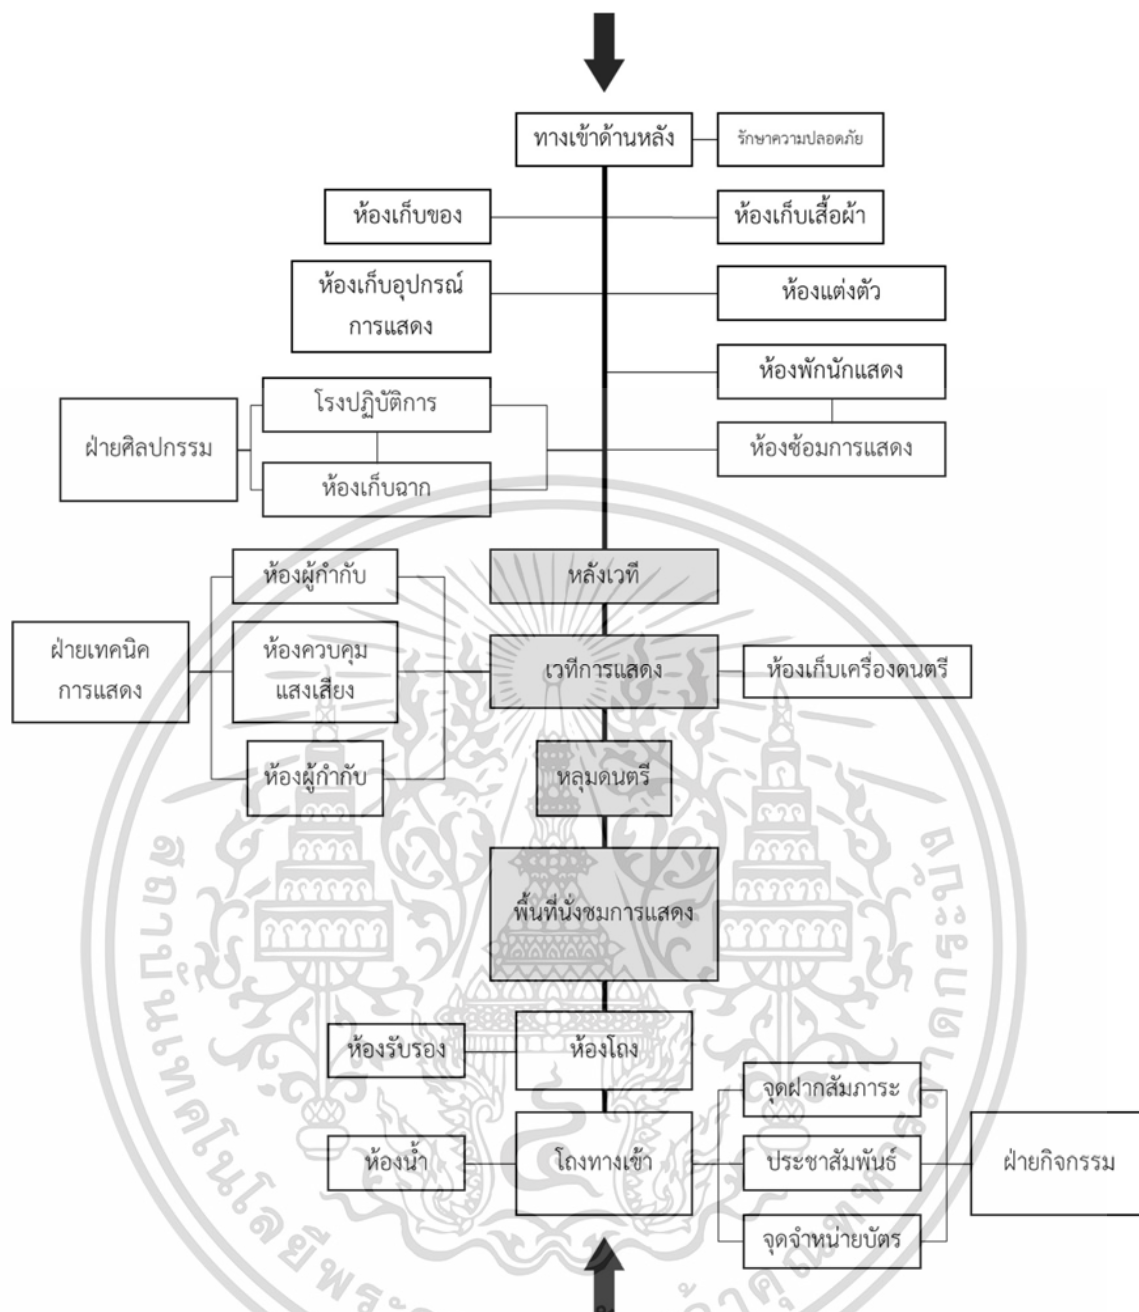 ทางเข้าด้านหลัง
รักษาความปลอดภัย
ห้องเก็บของ
ห้องเก็บเสื้อผ้า
ห้องเก็บอุปกรณ์
การแสดง
ห้องแต่งตัว
ห้องพักนักแสดง
โรงปฏิบัติการ
ฝ่ายศิลปกรรม
ห้องซ้อมการแสดง
ห้องเก็บฉาก
ห้องผู้กำกับ
หลังเวที
ฝ่ายเทคนิค
การแสดง
ห้องควบคุม
แสงเสียง
เวทีการแสดง
ห้องเก็บเครื่องดนตรี
ห้องผู้กำกับ
หลุมดนตรี
พื้นที่นั่งชมการแสดง
ห้องรับรอง
ห้องโถง
จุดฝากสัมภาระ
ห้องน้ำ
โถงทางเข้า
ประชาสัมพันธ์
ฝ่ายกิจกรรม
จุดจำหน่ายบัตร